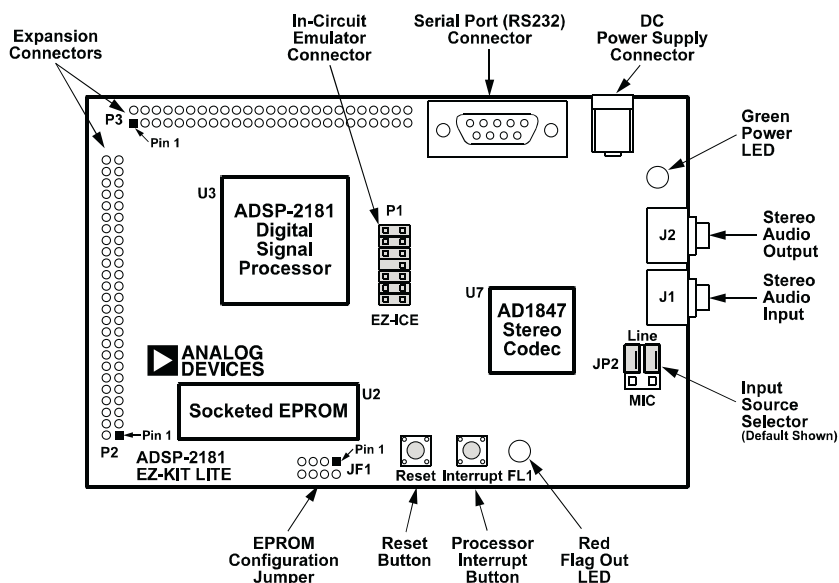 Expansion
Connectors
In-Circuit
Emulator
Connector
Serial Port (RS232)
Connector
DC
Power Supply
Connector
P3
Pin 1
Green
Power
LED
U3
ADSP-2181
Digital
Signal
Processor
P1
EZ-ICE
J2
Stereo
Audio
Output
J1
Stereo
Audio
Input
U7
AD1847
Stereo
Codec
Line
JP2
MIC
Input
Source
Selector
(Default Shown)
ANALOG
DEVICES
U2
Socketed EPROM
Pin 1
P2
ADSP-2181
EZ-KIT LITE
Pin 1
JF1
Reset
Interrupt
FL1
EPROM
Configuration
Jumper
Reset
Button
Processor
Interrupt
Button
Red
Flag Out
LED